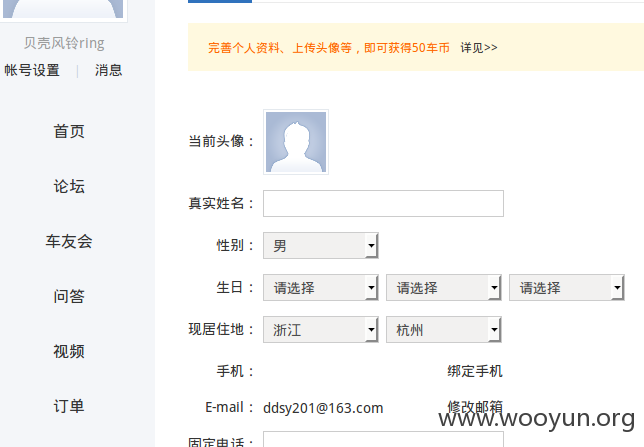 贝壳风铃ring
帐号设置 | 消息
首页
论坛
车友会
问答
视频
订单
完善个人资料、上传头像等，即可获得50车币 详见>>
当前头像：
真实姓名：
性别： 男
生日： 请选择 请选择 请选择
现居住地： 浙江 杭州
手机： 绑定手机
E-mail： ddsy201@163.com 修改邮箱
固定电话：
www.wooyun.org